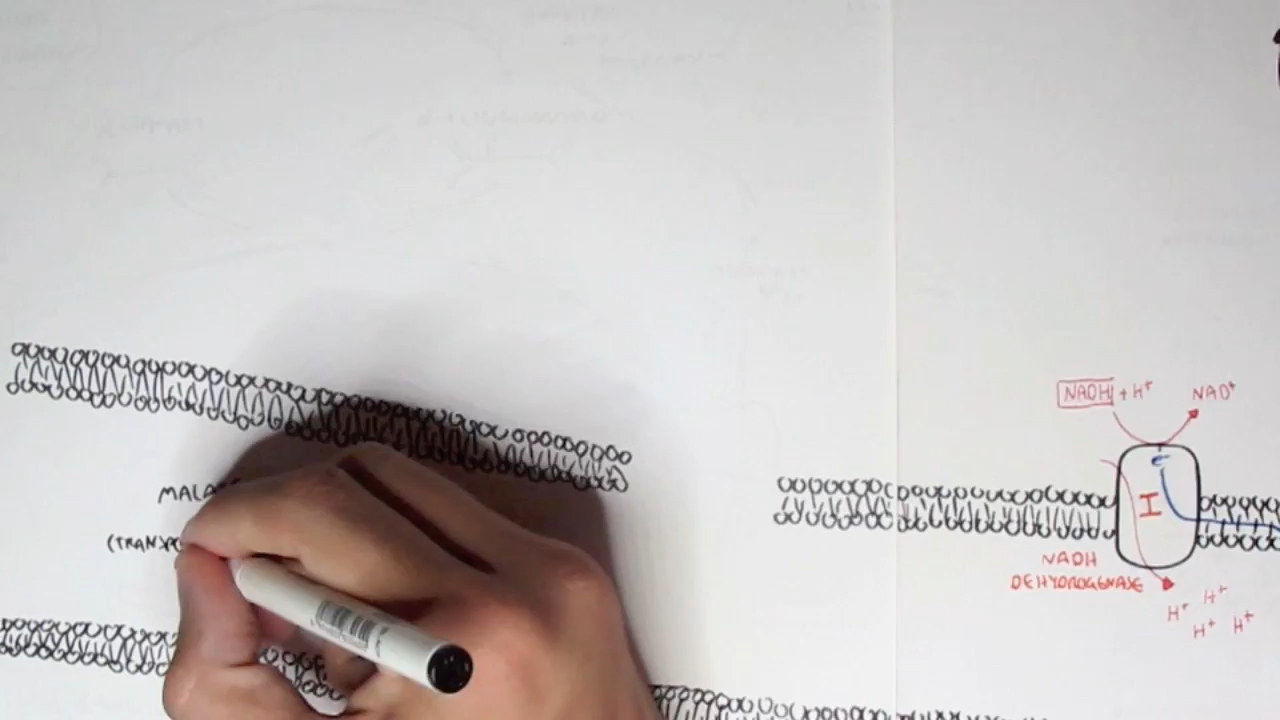 NADH + H⁺
NAD⁺
e⁻
I
NADH
DEHYDROGENASE
H⁺ H⁺
H⁺ H⁺